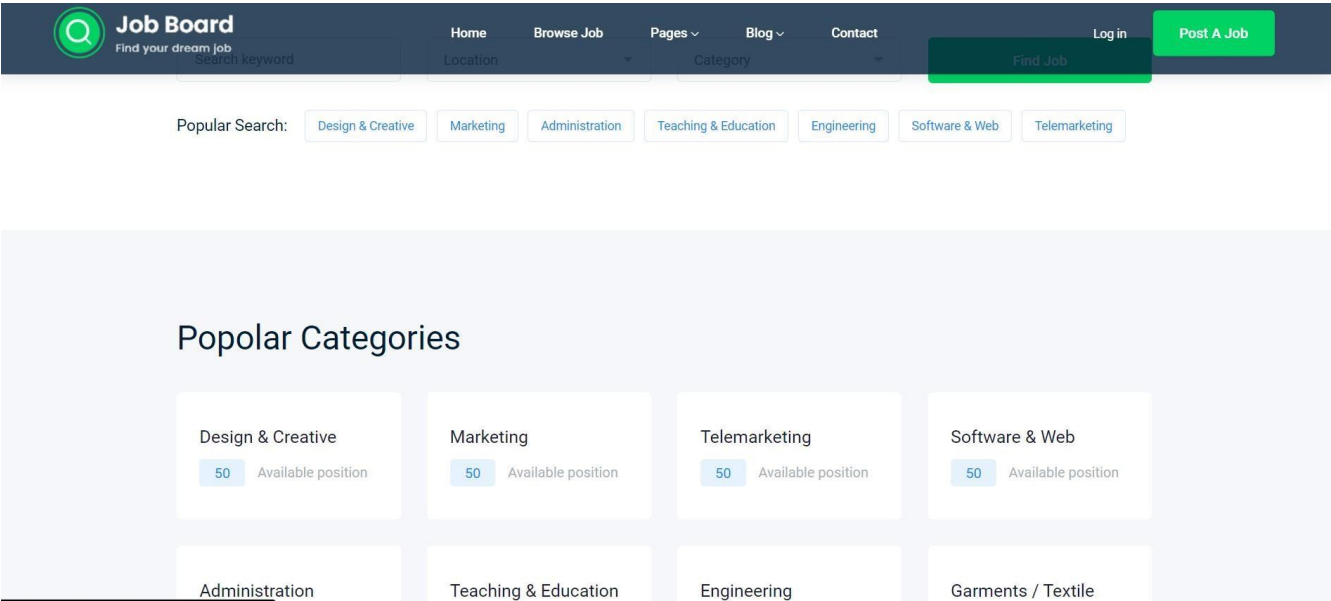 Job Board
Find your dream job
Home Browse Job Pages Blog Contact Log in Post A Job
Search keyword Location Category Find Job
Popular Search: Design & Creative Marketing Administration Teaching & Education Engineering Software & Web Telemarketing
Popolar Categories
Design & Creative Marketing Telemarketing Software & Web
50 Available position 50 Available position 50 Available position 50 Available position
Administration Teaching & Education Engineering Garments / Textile